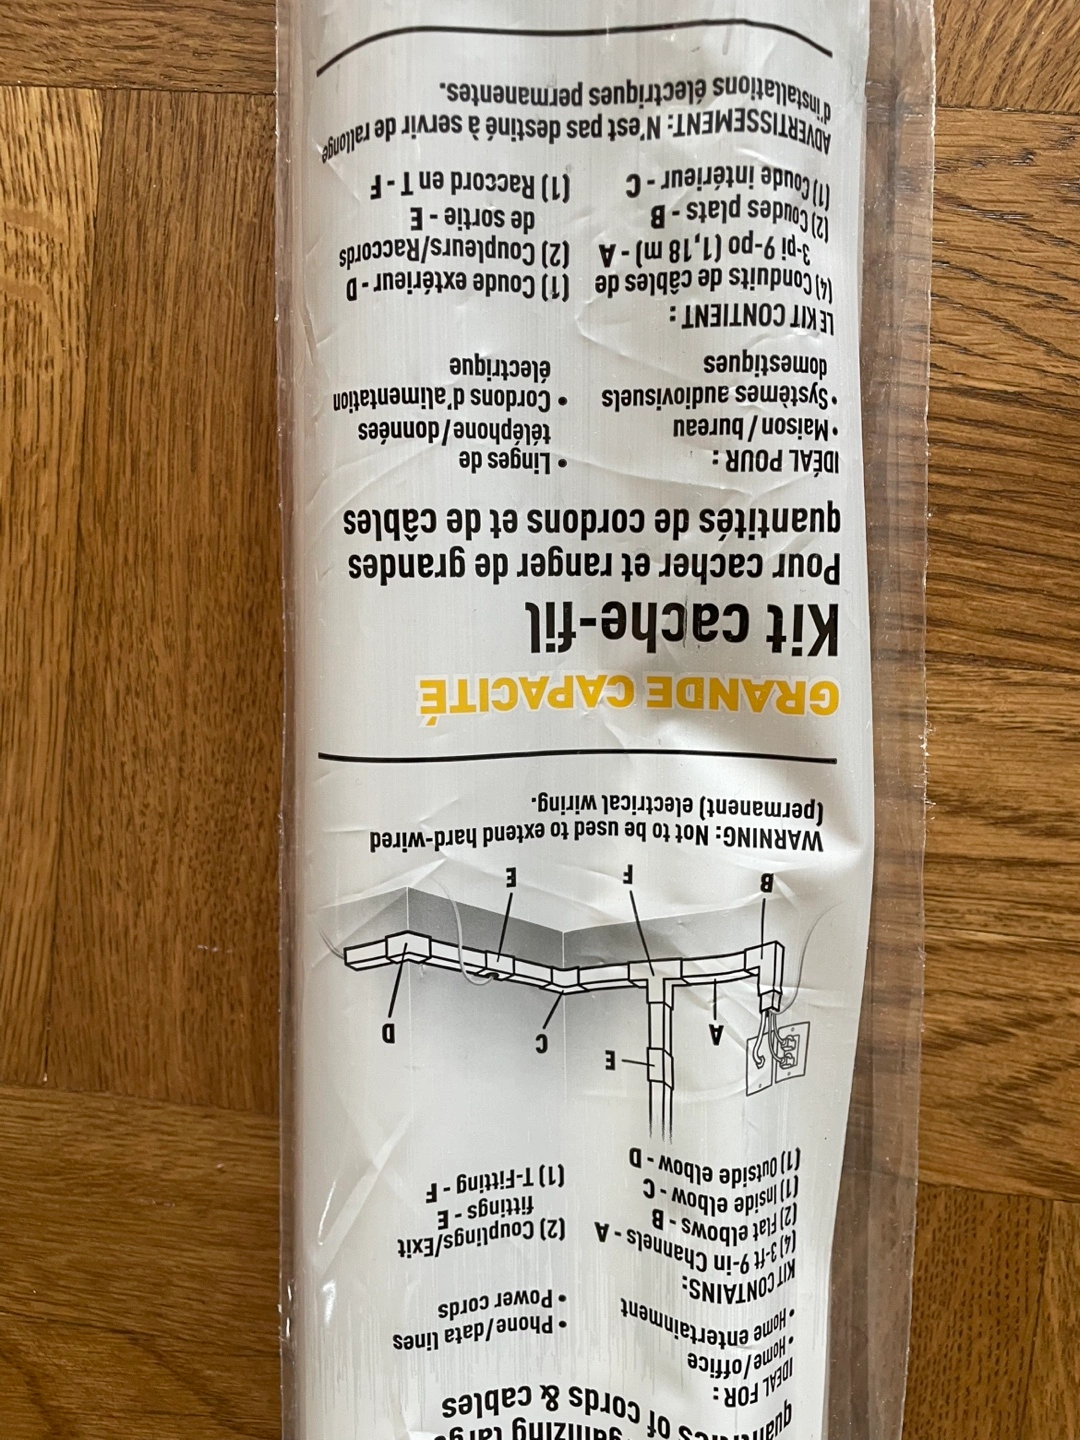 quantities of cords & cables
IDEAL FOR:
• Home/office
• Home entertainment
• Phone/data lines
• Power cords
KIT CONTAINS:
(4) 3-ft 9-in Channels - A
(2) Flat elbows - B
(1) Inside elbow - C
(1) Outside elbow - D
(2) Couplings/Exit
fittings - E
(1) T-Fitting - F
E
A
C
D
B
F
E
WARNING: Not to be used to extend hard-wired
(permanent) electrical wiring.
GRANDE CAPACITÉ
Kit cache-fil
Pour cacher et ranger de grandes
quantités de cordons et de câbles
IDÉAL POUR :
• Maison / bureau
• Systèmes audiovisuels
domestiques
• Linges de
téléphone/données
• Cordons d'alimentation
électrique
LE KIT CONTIENT :
(4) Conduits de câbles de
3-pi 9-po (1,18 m) - A
(2) Coudes plats - B
(1) Coude intérieur - C
(1) Coude extérieur - D
(2) Coupleurs/Raccords
de sortie - E
(1) Raccord en T - F
ADVERTISSEMENT: N'est pas destiné à servir de rallonge
d'installations électriques permanentes.